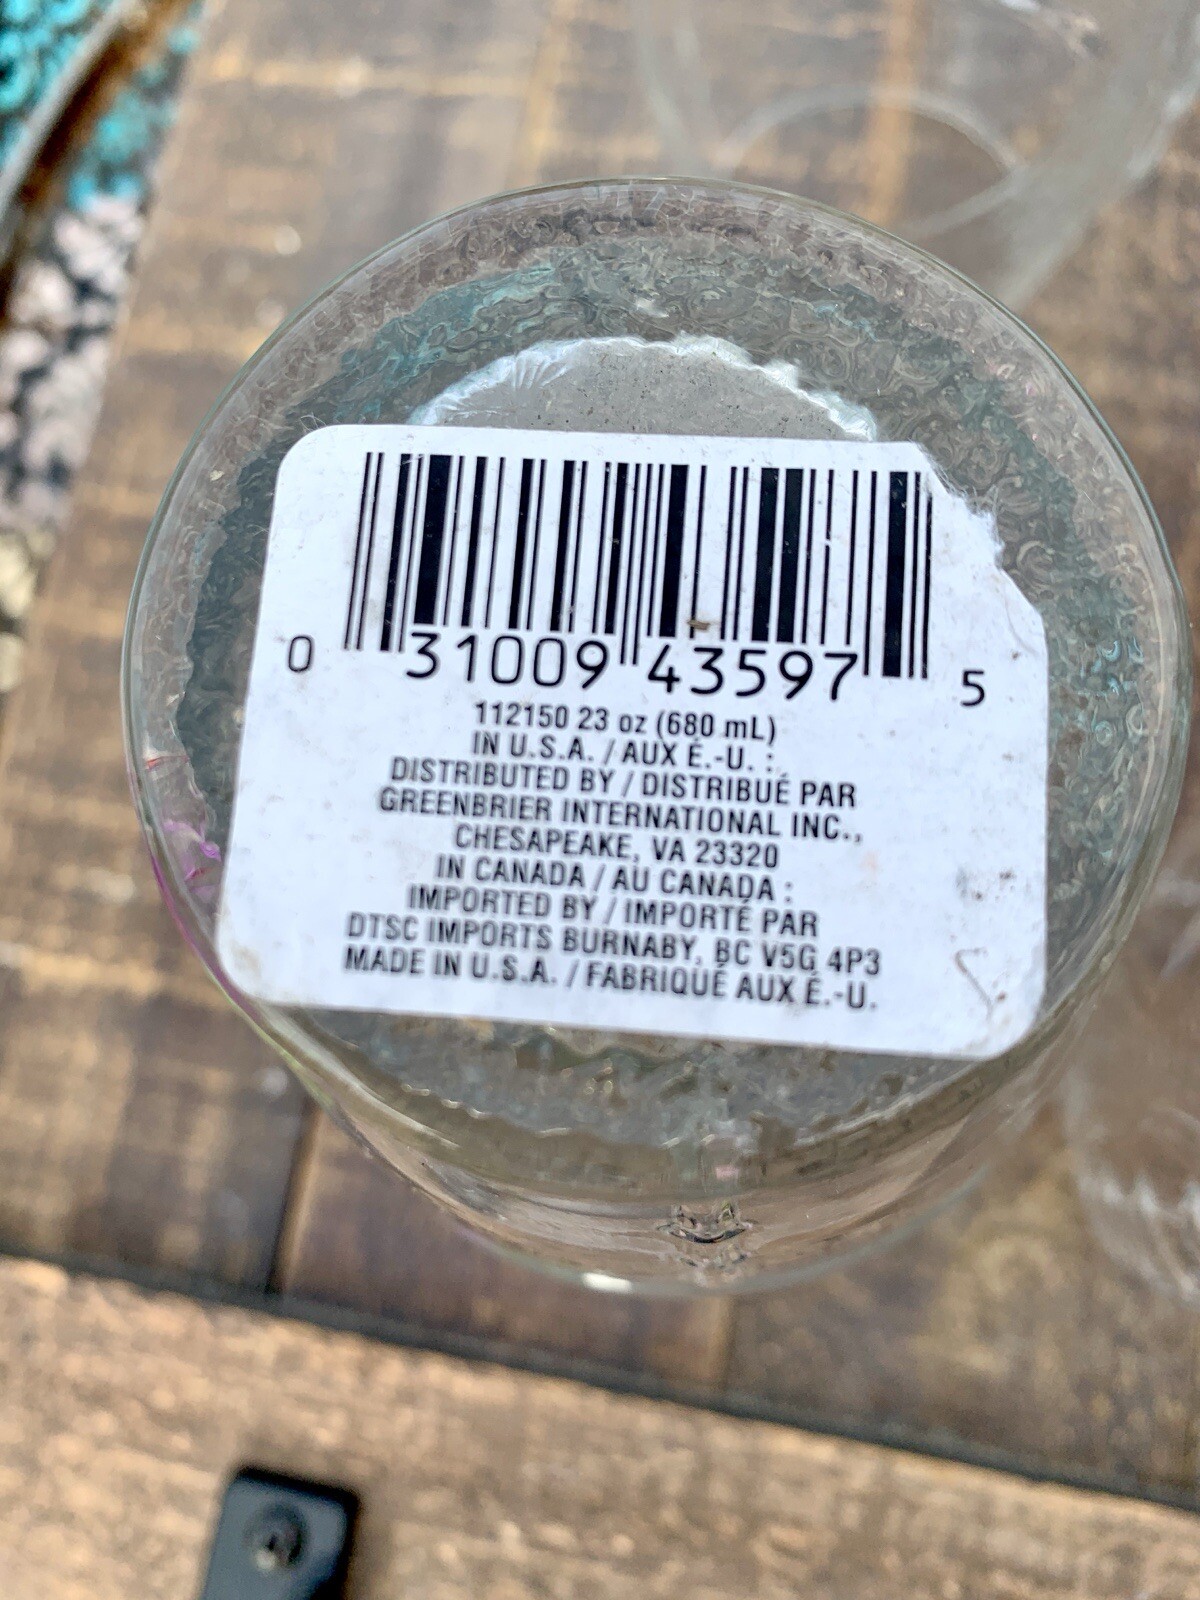 0 31009 43597 5
112150 23 oz (680 mL)
IN U.S.A. / AUX É.-U. :
DISTRIBUTED BY / DISTRIBUÉ PAR
GREENBRIER INTERNATIONAL INC.,
CHESAPEAKE, VA 23320
IN CANADA / AU CANADA :
IMPORTED BY / IMPORTÉ PAR
DTSC IMPORTS BURNABY, BC V5G 4P3
MADE IN U.S.A. / FABRIQUÉ AUX É.-U.